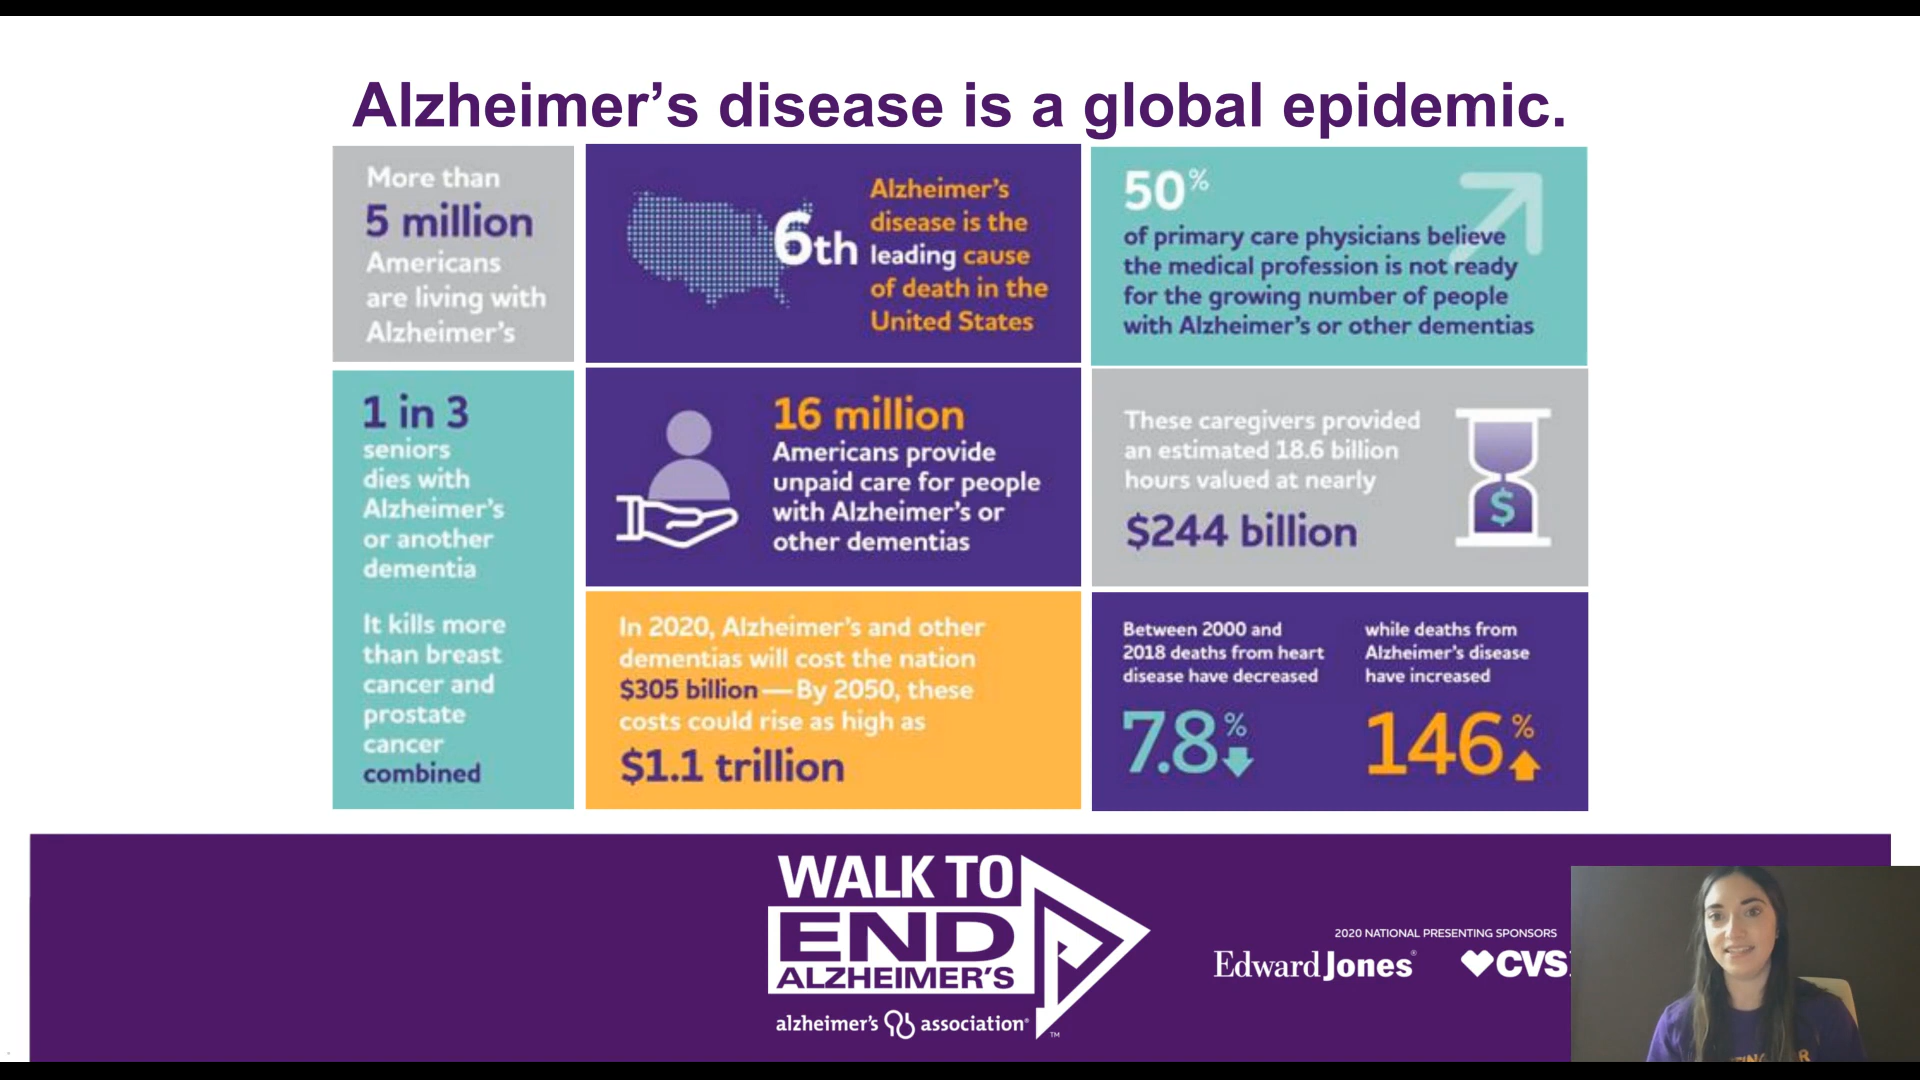 Alzheimer’s disease is a global epidemic.
More than
5 million
Americans
are living with
Alzheimer’s
6th
Alzheimer’s
disease is the
leading cause
of death in the
United States
50%
of primary care physicians believe
the medical profession is not ready
for the growing number of people
with Alzheimer’s or other dementias
1 in 3
seniors
dies with
Alzheimer’s
or another
dementia
It kills more
than breast
cancer and
prostate
cancer
combined
16 million
Americans provide
unpaid care for people
with Alzheimer’s or
other dementias
These caregivers provided
an estimated 18.6 billion
hours valued at nearly
$244 billion
$
In 2020, Alzheimer’s and other
dementias will cost the nation
$305 billion—By 2050, these
costs could rise as high as
$1.1 trillion
Between 2000 and
2018 deaths from heart
disease have decreased
7.8%
while deaths from
Alzheimer’s disease
have increased
146%
WALK TO
END
ALZHEIMER’S
alzheimer’s association®
TM
2020 NATIONAL PRESENTING SPONSORS
Edward Jones®
CVS